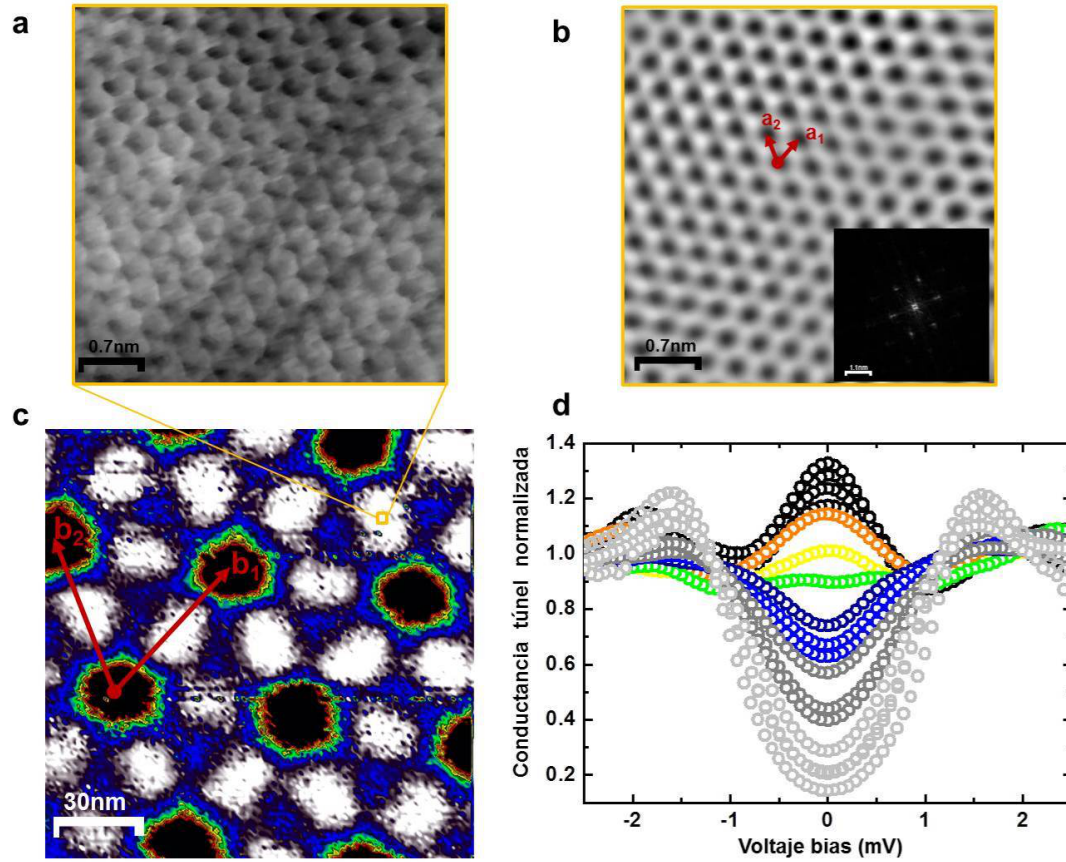 a
0.7nm
b
a₂
a₁
0.7nm
1.1nm
c
b₂
b₁
30nm
d
1.4
1.2
1.0
0.8
0.6
0.4
0.2
-2
-1
0
1
2
Conductancia túnel normalizada
Voltaje bias (mV)